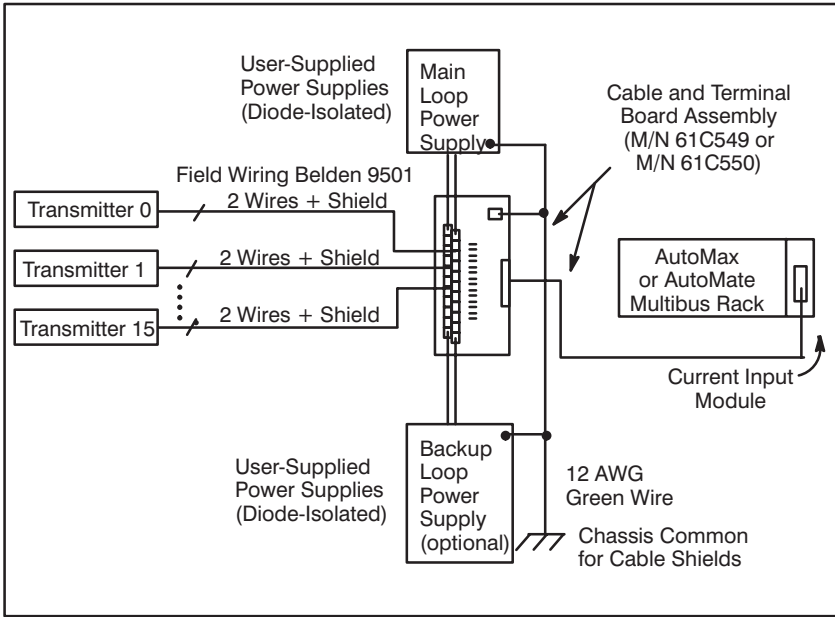 User-Supplied
Power Supplies
(Diode-Isolated)
Main
Loop
Power
Supply
Cable and Terminal
Board Assembly
(M/N 61C549 or
M/N 61C550)
Field Wiring Belden 9501
Transmitter 0
2 Wires + Shield
Transmitter 1
2 Wires + Shield
Transmitter 15
2 Wires + Shield
AutoMax
or AutoMate
Multibus Rack
Current Input
Module
User-Supplied
Power Supplies
(Diode-Isolated)
Backup
Loop
Power
Supply
(optional)
12 AWG
Green Wire
Chassis Common
for Cable Shields